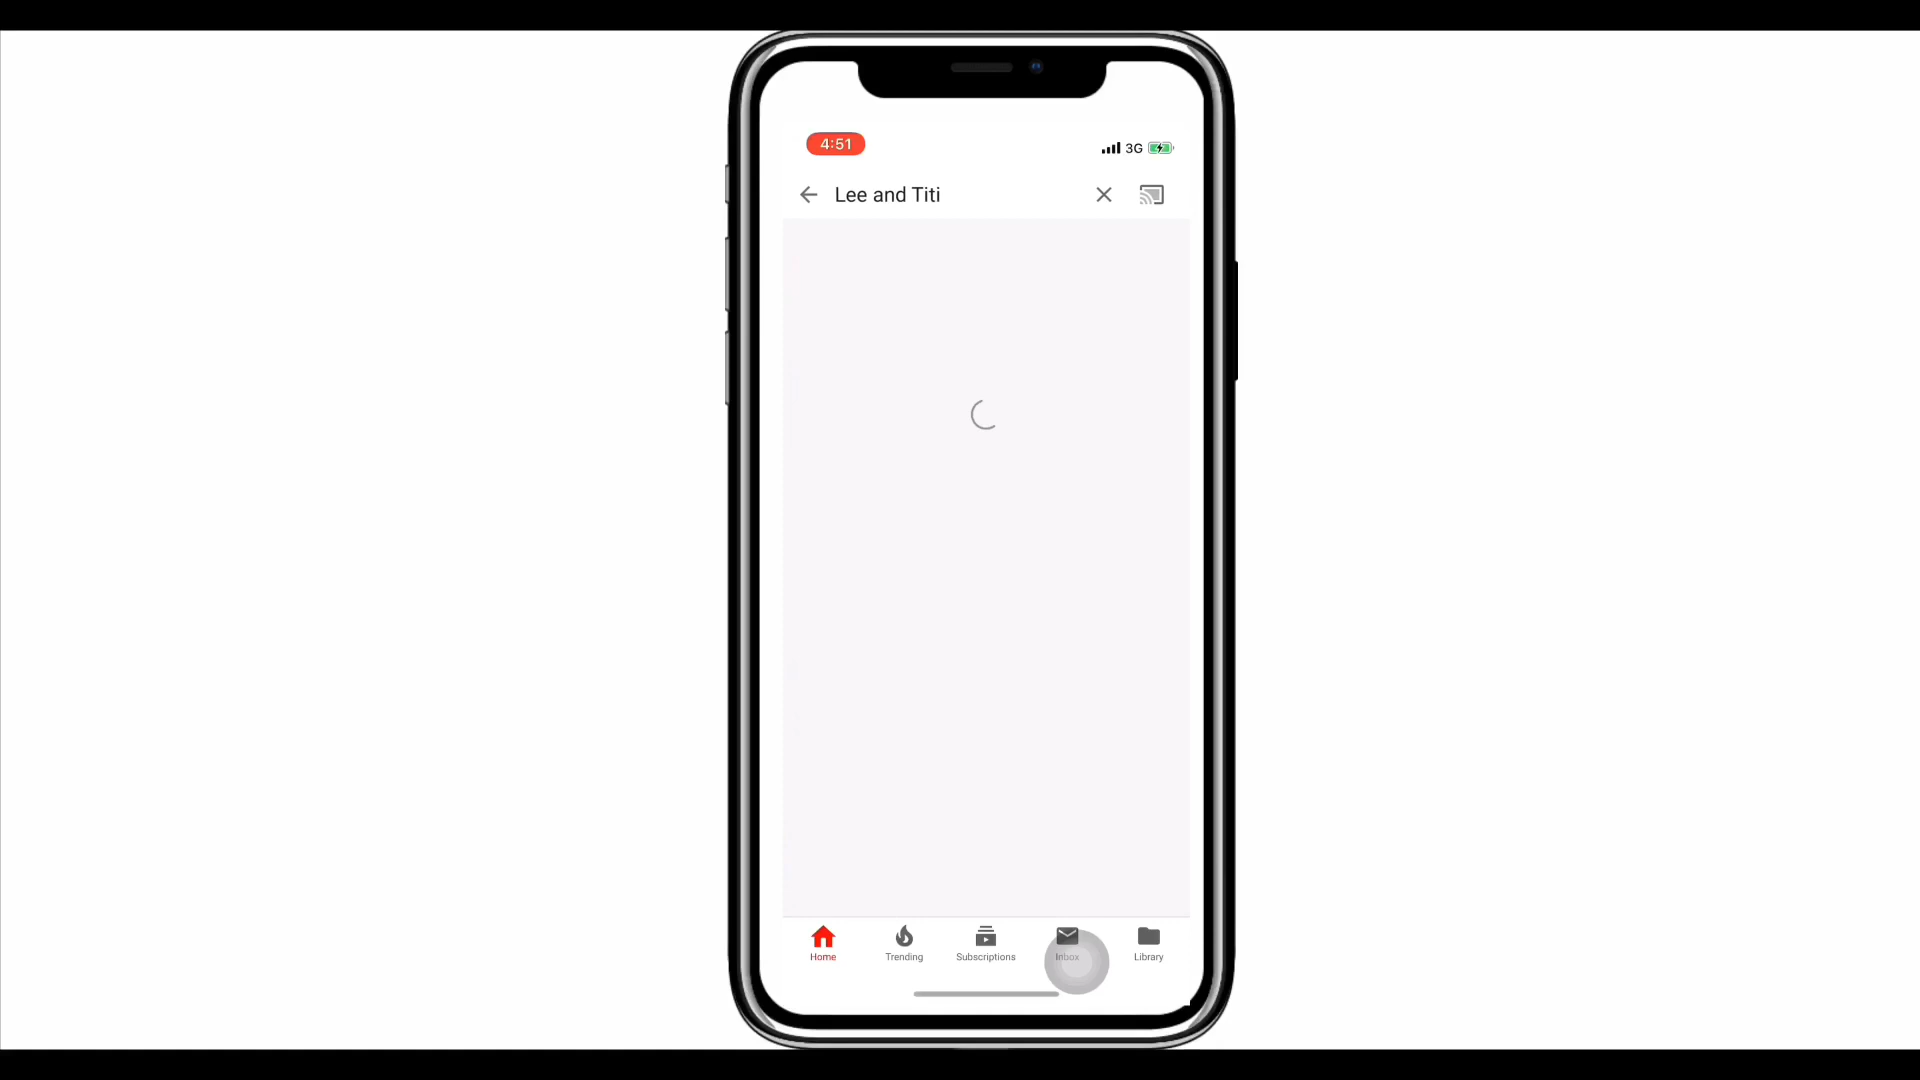 4:51
3G
Lee and Titi
Home
Trending
Subscriptions
Inbox
Library